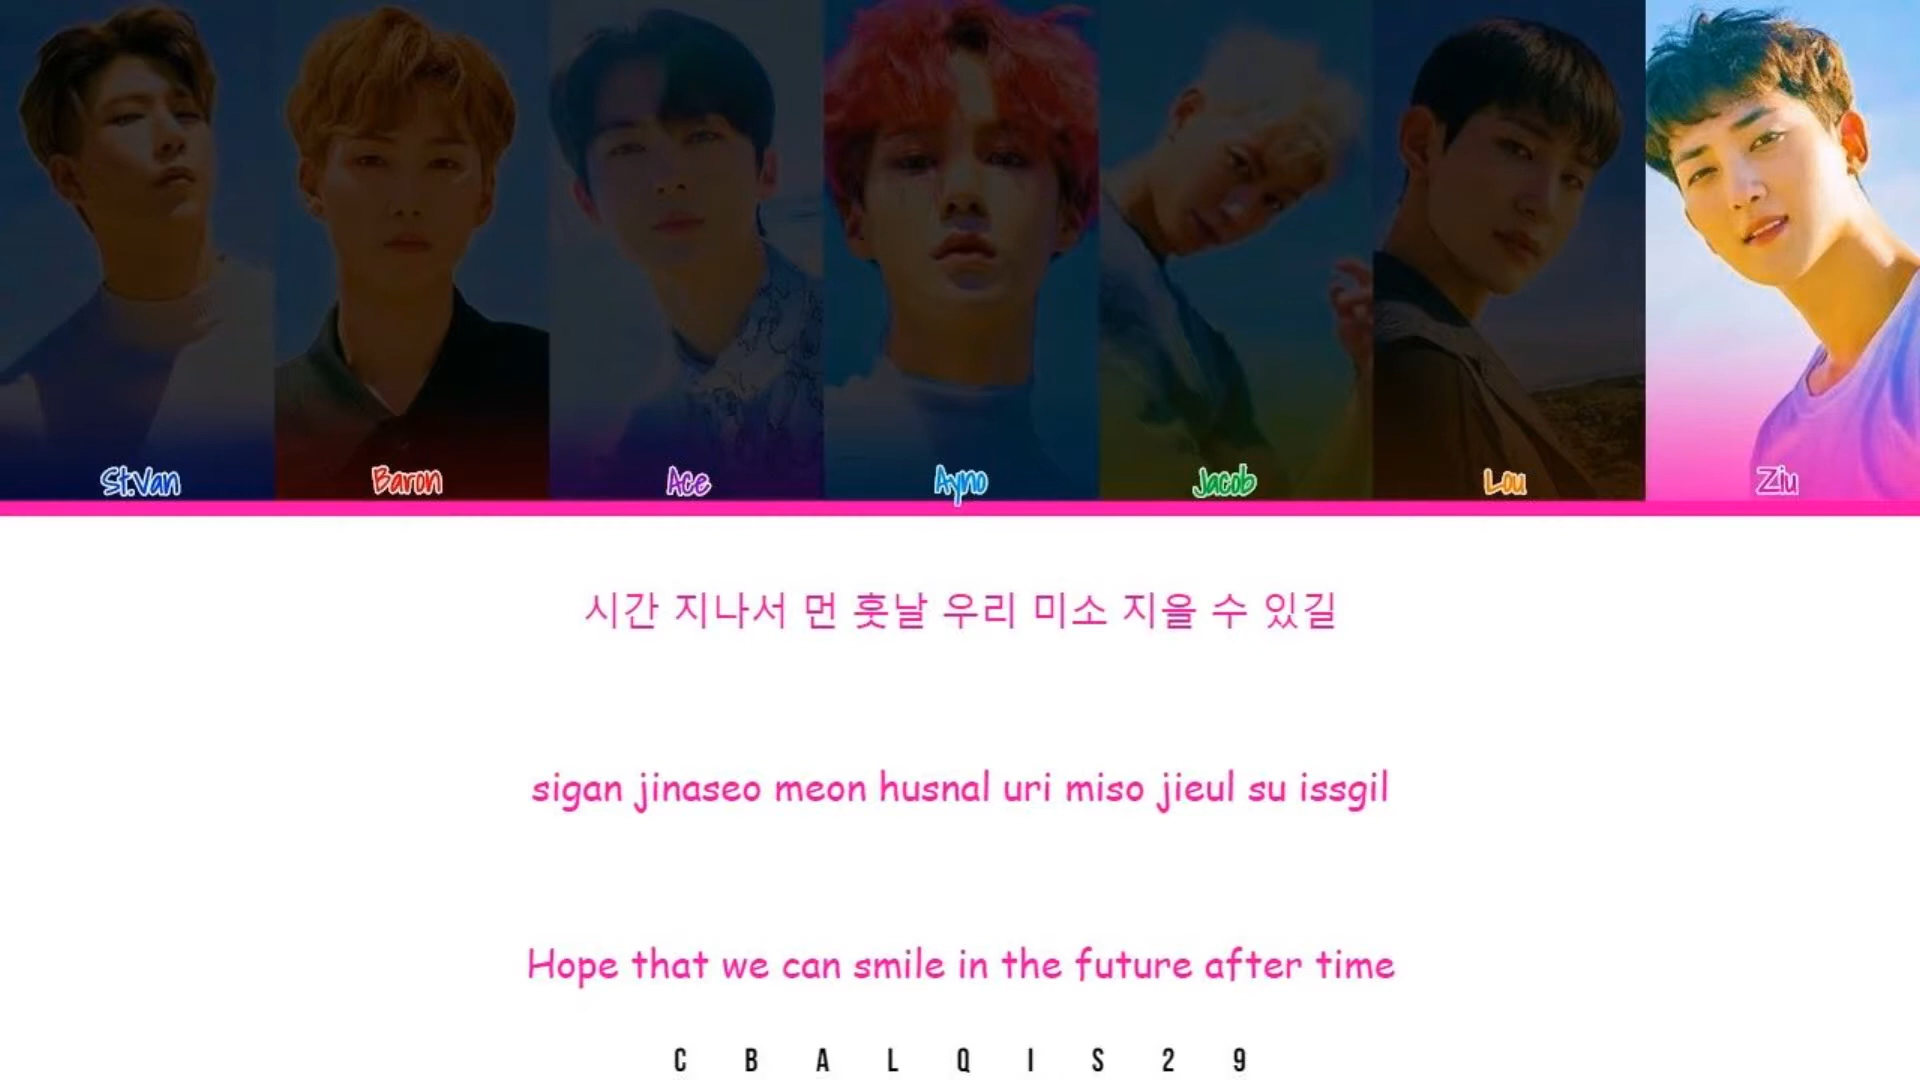 St.Van Baron Ace Ayno Jacob Lou Ziu
시간 지나서 먼 훗날 우리 미소 지을 수 있길
sigan jinaseo meon husnal uri miso jieul su issgil
Hope that we can smile in the future after time
CBALQIS29